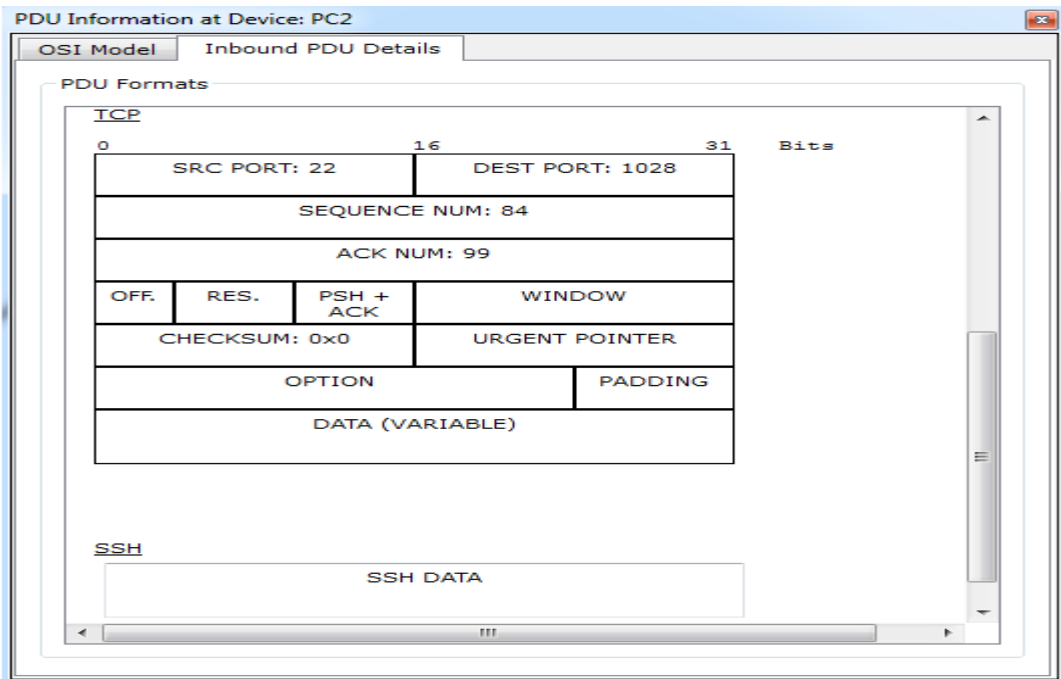 PDU Information at Device: PC2
OSI Model Inbound PDU Details
PDU Formats
TCP
0 16 31 Bits
SRC PORT: 22 DEST PORT: 1028
SEQUENCE NUM: 84
ACK NUM: 99
OFF. RES. PSH + ACK WINDOW
CHECKSUM: 0x0 URGENT POINTER
OPTION PADDING
DATA (VARIABLE)
SSH
SSH DATA